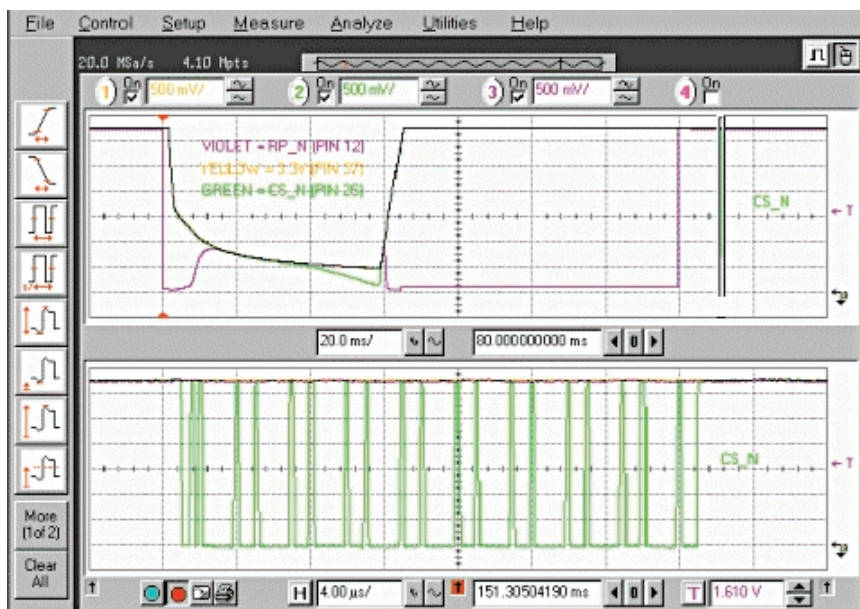 File Control Setup Measure Analyze Utilities Help
20.0 MSa/s 4.10 Mpts
1 On 500 mV/ 2 On 500 mV/ 3 On 500 mV/ 4 On
VIOLET = RP_N (PIN 12)
YELLOW = 3.3V (PIN 37)
GREEN = CS_N (PIN 26)
CS_N
T
20.0 ms/ 80.000000000 ms 0
CS_N
T
More
(1of 2)
Clear
All
H 4.00 µs/ 151.30504190 ms 0 T 1.610 V